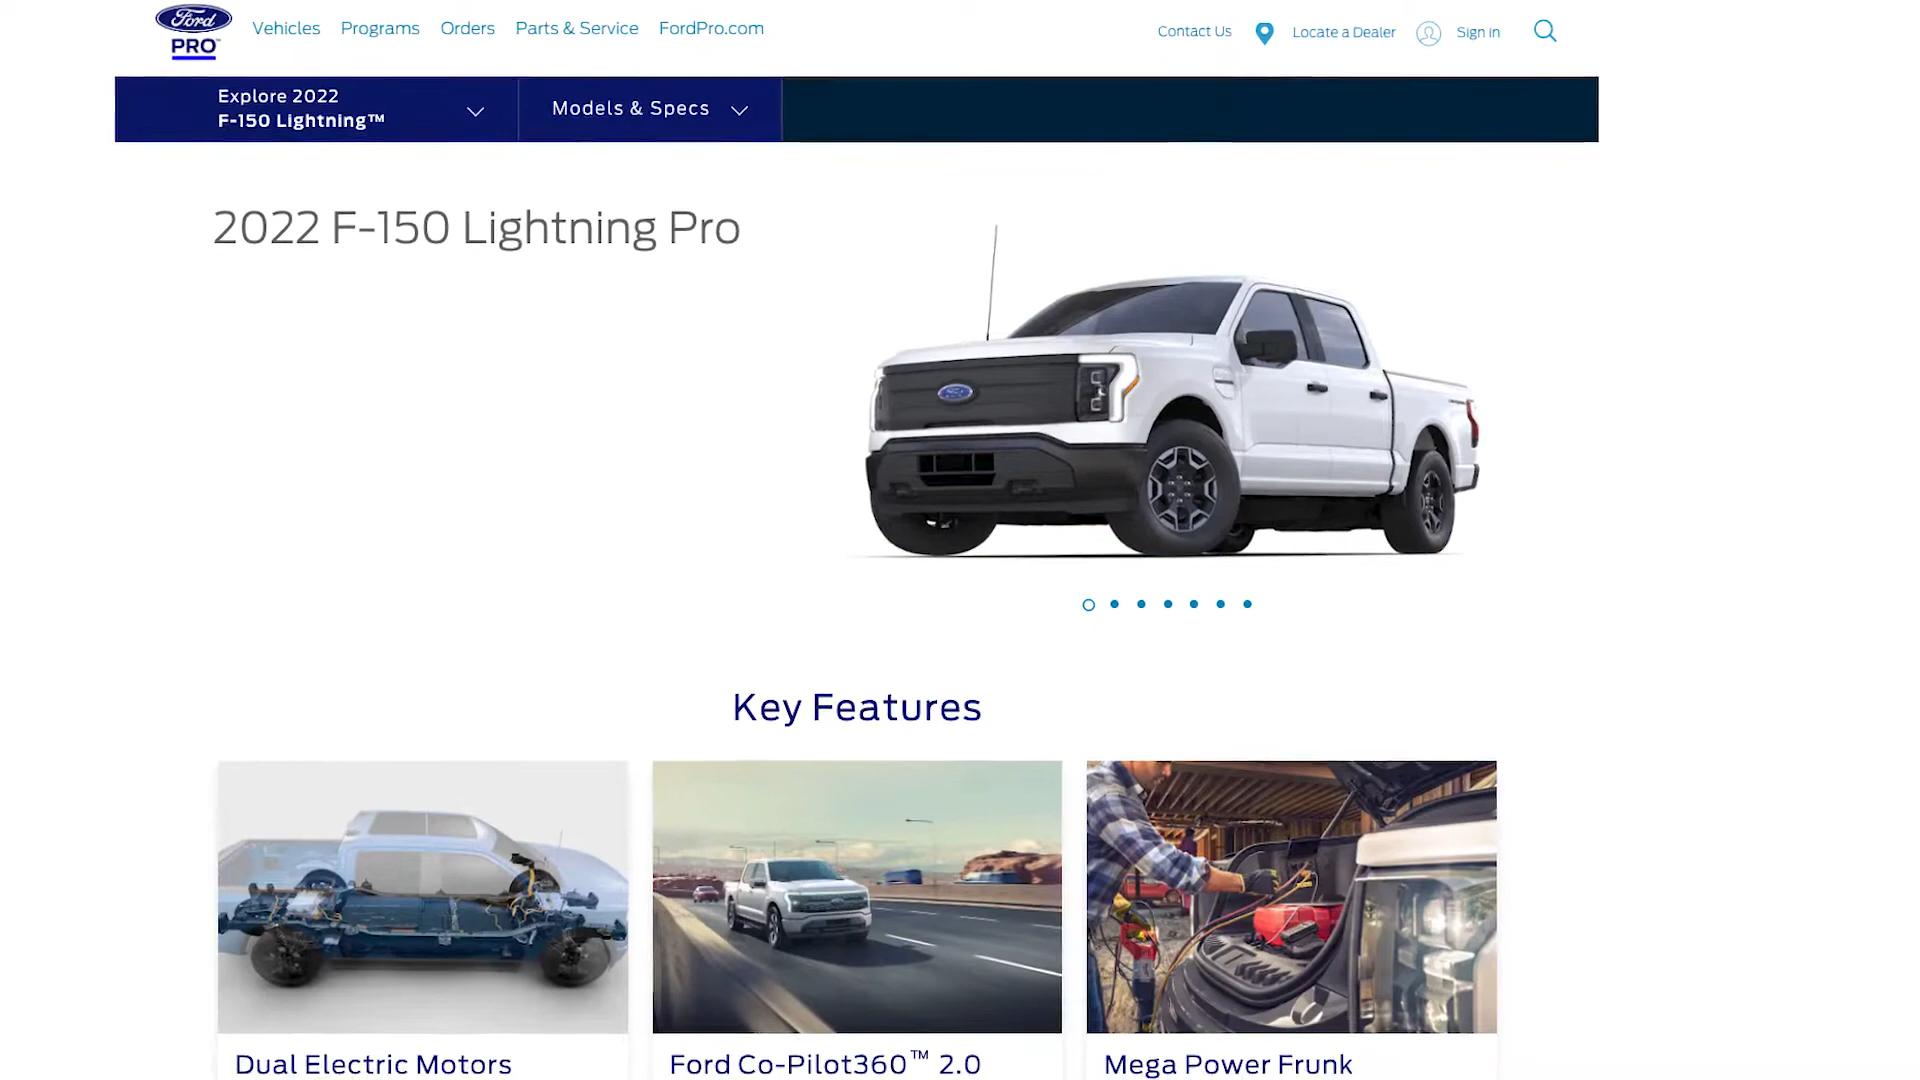 Ford
PRO™
Vehicles Programs Orders Parts & Service FordPro.com
Contact Us Locate a Dealer Sign in
Explore 2022
F-150 Lightning™
Models & Specs
2022 F-150 Lightning Pro
Key Features
Dual Electric Motors
Ford Co-Pilot360™ 2.0
Mega Power Frunk